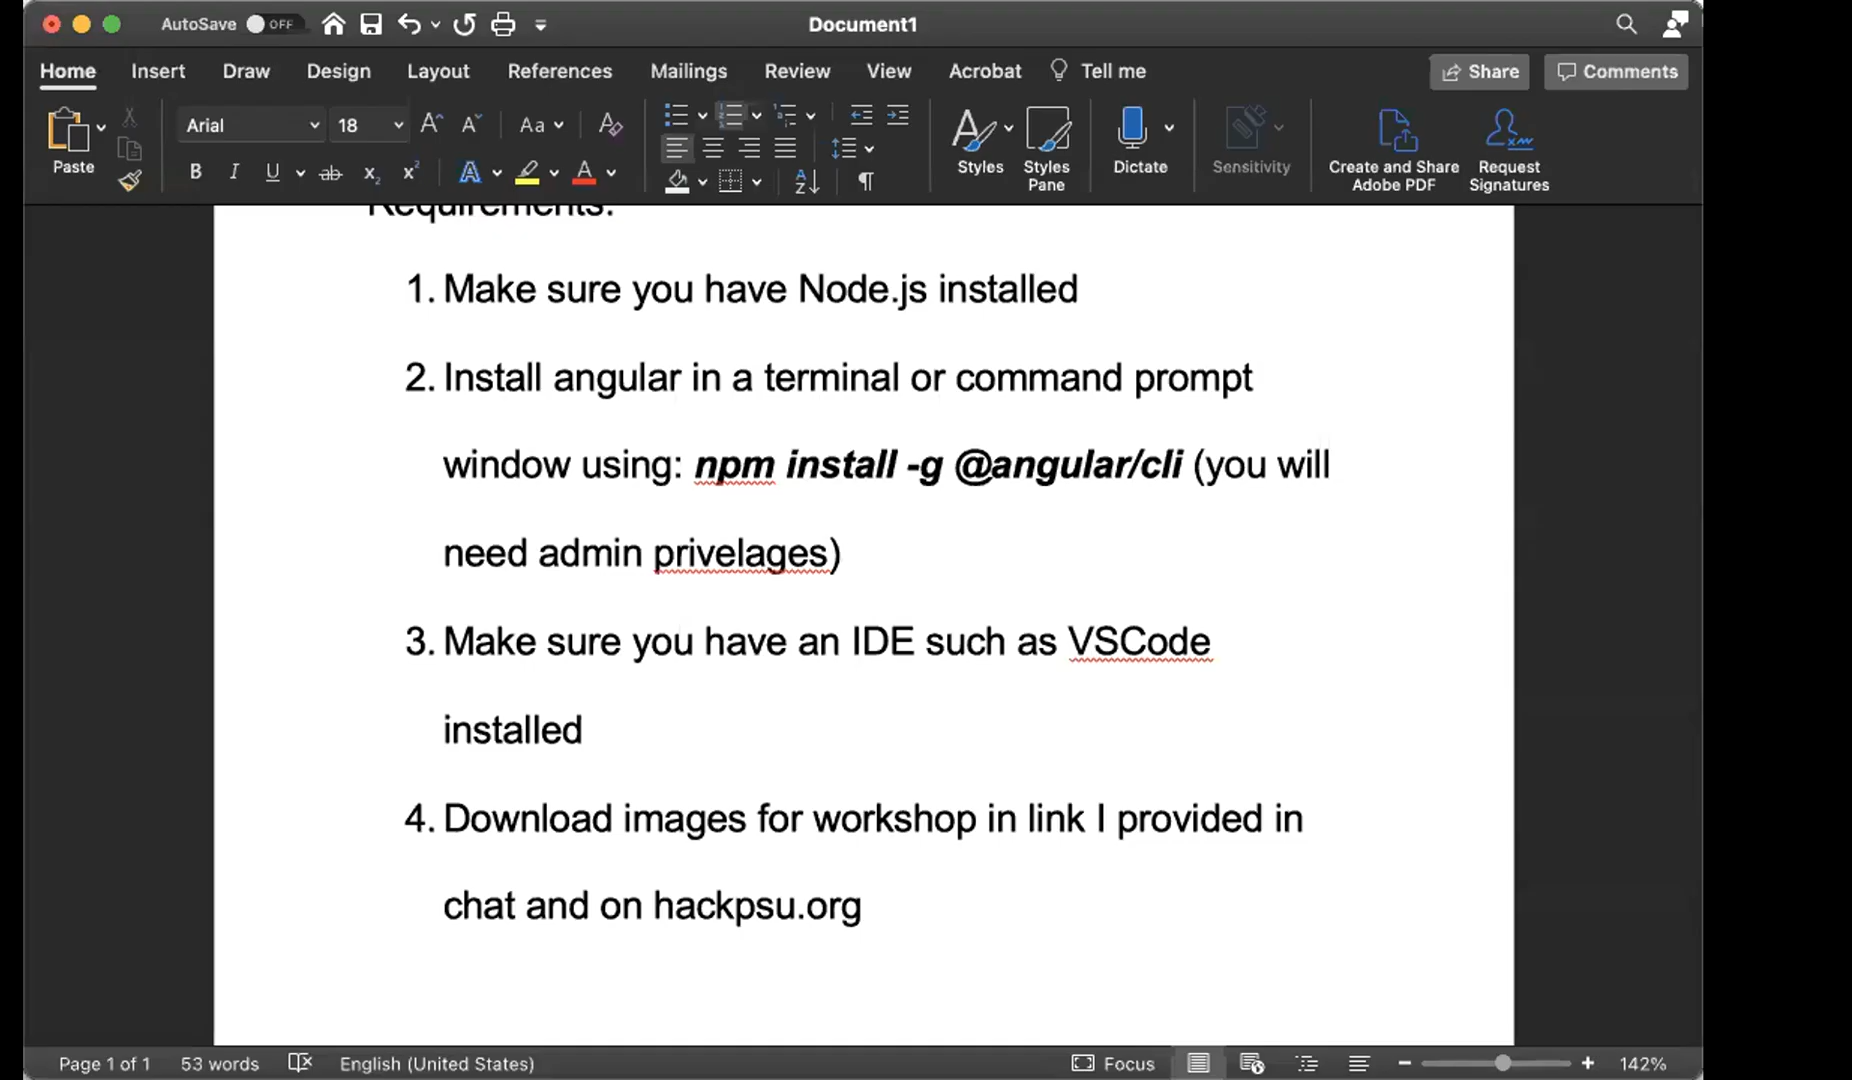 AutoSave OFF
Document1
Home Insert Draw Design Layout References Mailings Review View Acrobat Tell me Share Comments
Arial 18 Aa
Paste
B I U ab x2 x2 A A
Styles Styles Pane Dictate Sensitivity Create and Share Adobe PDF Request Signatures
Requirements:
1. Make sure you have Node.js installed
2. Install angular in a terminal or command prompt
window using: npm install -g @angular/cli (you will
need admin privelages)
3. Make sure you have an IDE such as VSCode
installed
4. Download images for workshop in link I provided in
chat and on hackpsu.org
Page 1 of 1 53 words English (United States) Focus 142%